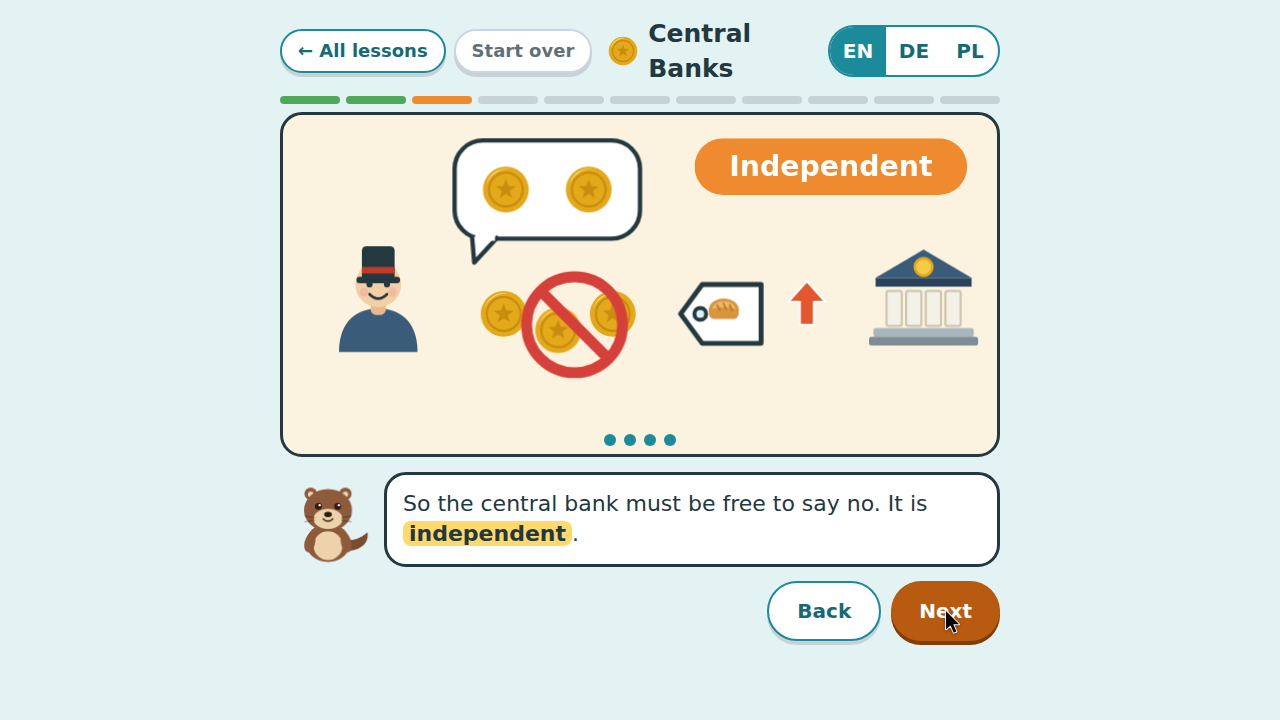 ← All lessons
Start over
Central
Banks
EN
DE
PL
Independent
So the central bank must be free to say no. It is
independent.
Back
Next